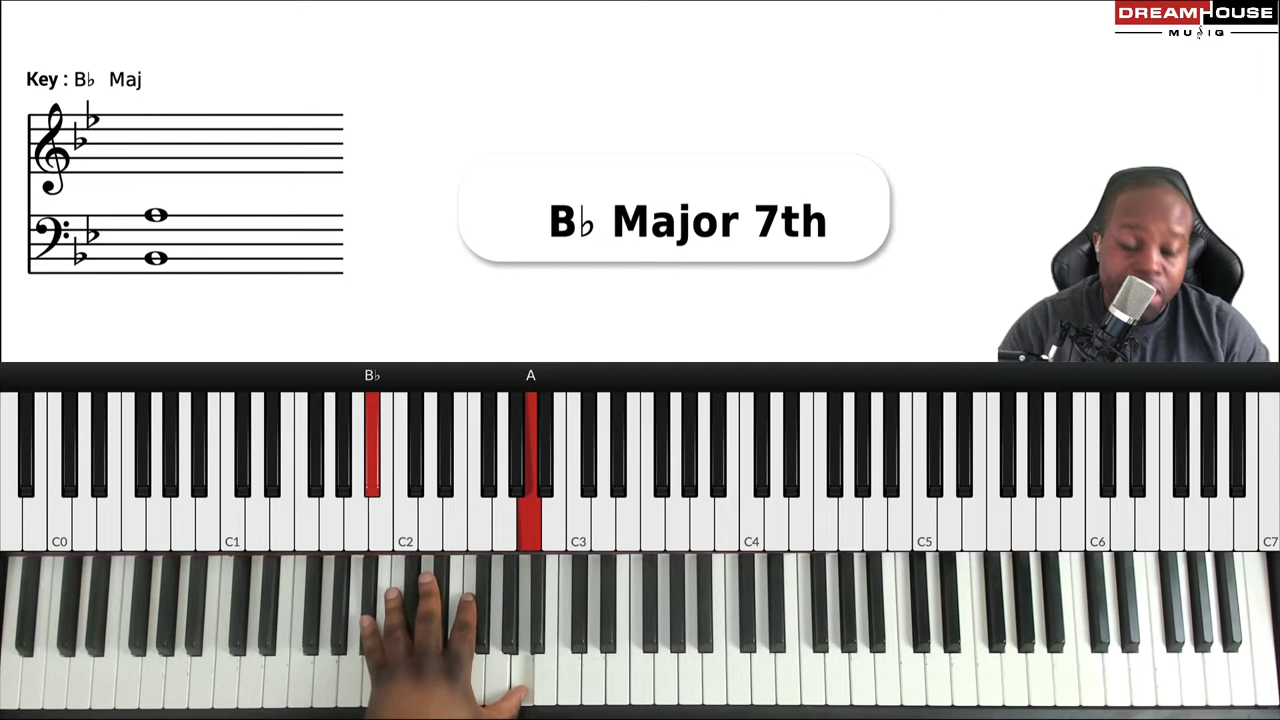 DREAMHOUSE
MUSIQ
Key : B♭ Maj
B♭ Major 7th
B♭ A
C0 C1 C2 C3 C4 C5 C6 C7